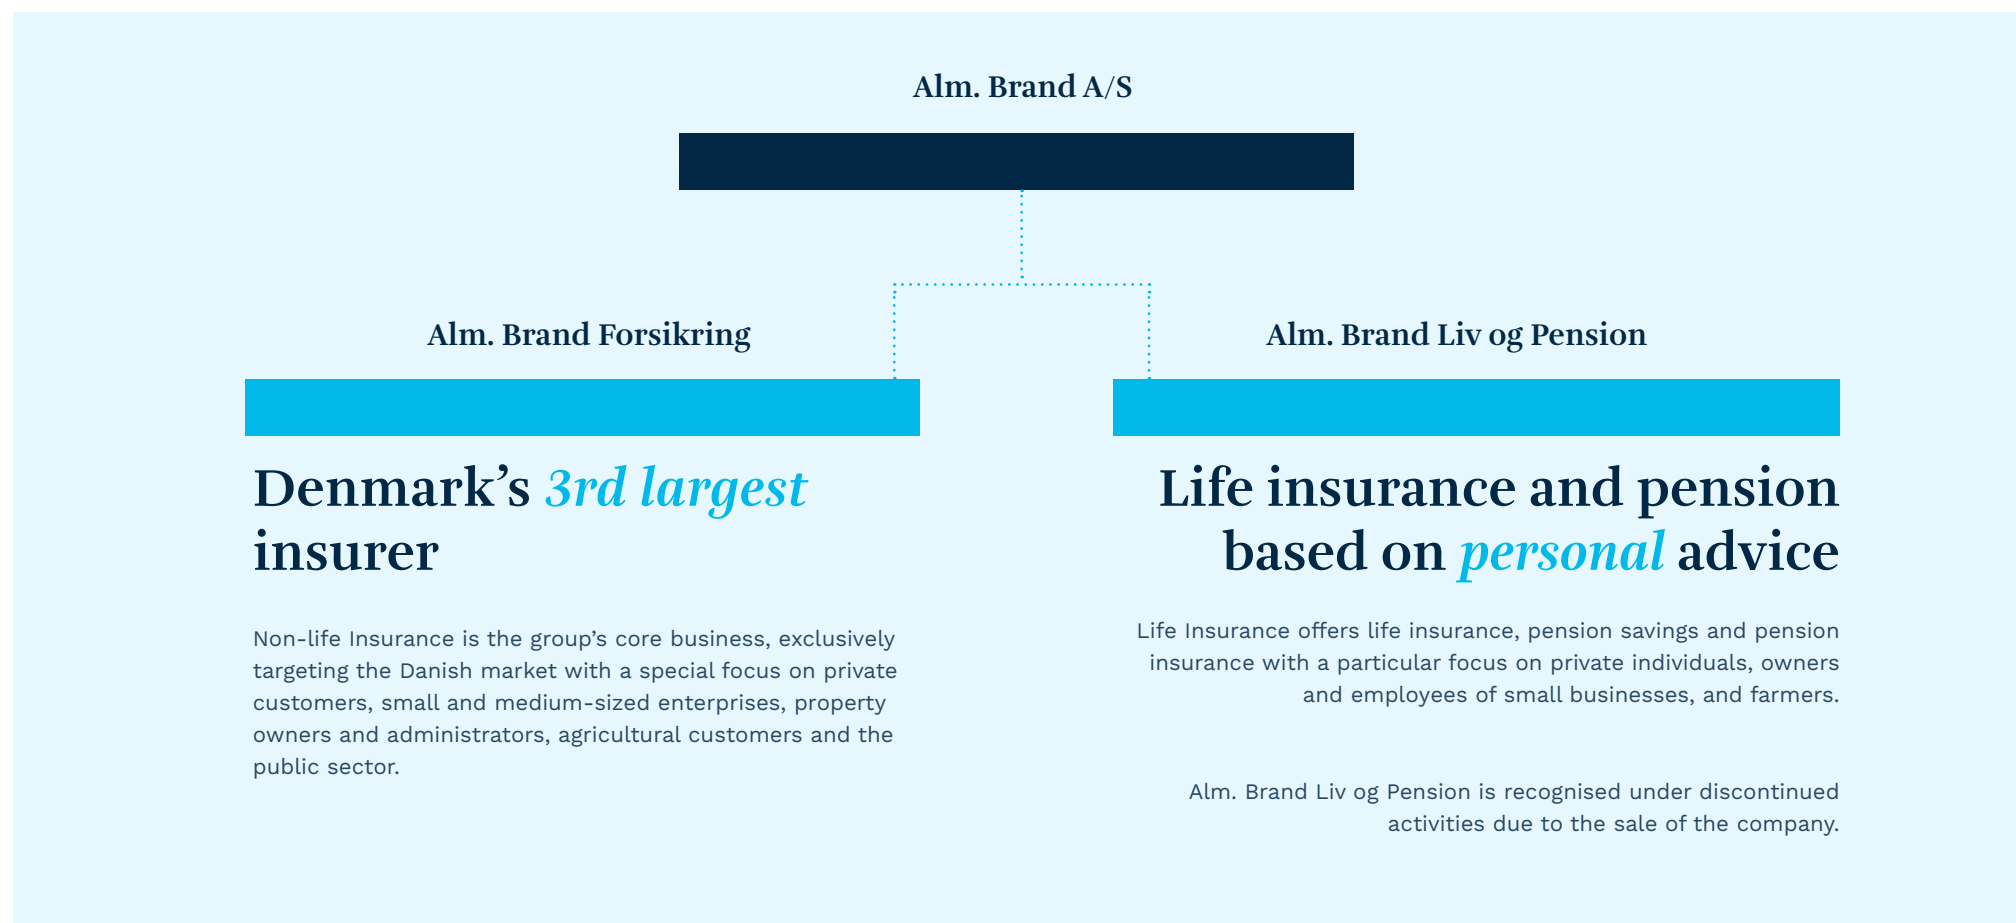 Alm. Brand A/S
Alm. Brand Forsikring
Denmark’s 3rd largest
insurer
Non-life Insurance is the group’s core business, exclusively
targeting the Danish market with a special focus on private
customers, small and medium-sized enterprises, property
owners and administrators, agricultural customers and the
public sector.
Alm. Brand Liv og Pension
Life insurance and pension
based on personal advice
Life Insurance offers life insurance, pension savings and pension
insurance with a particular focus on private individuals, owners
and employees of small businesses, and farmers.
Alm. Brand Liv og Pension is recognised under discontinued
activities due to the sale of the company.